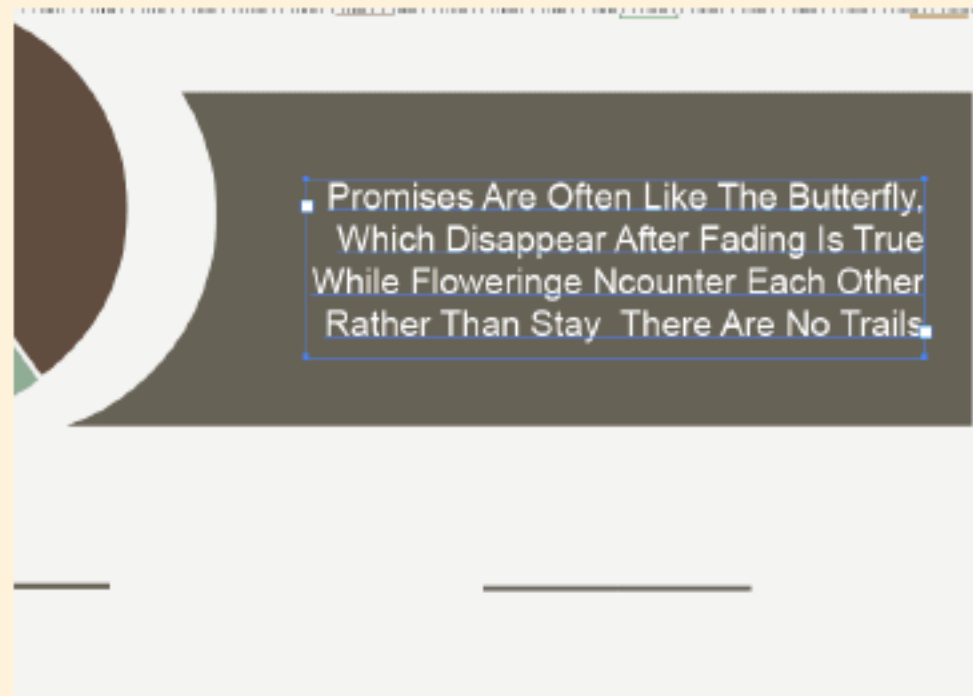 Promises Are Often Like The Butterfly,
Which Disappear After Fading Is True
While Floweringe Ncounter Each Other
Rather Than Stay  There Are No Trails